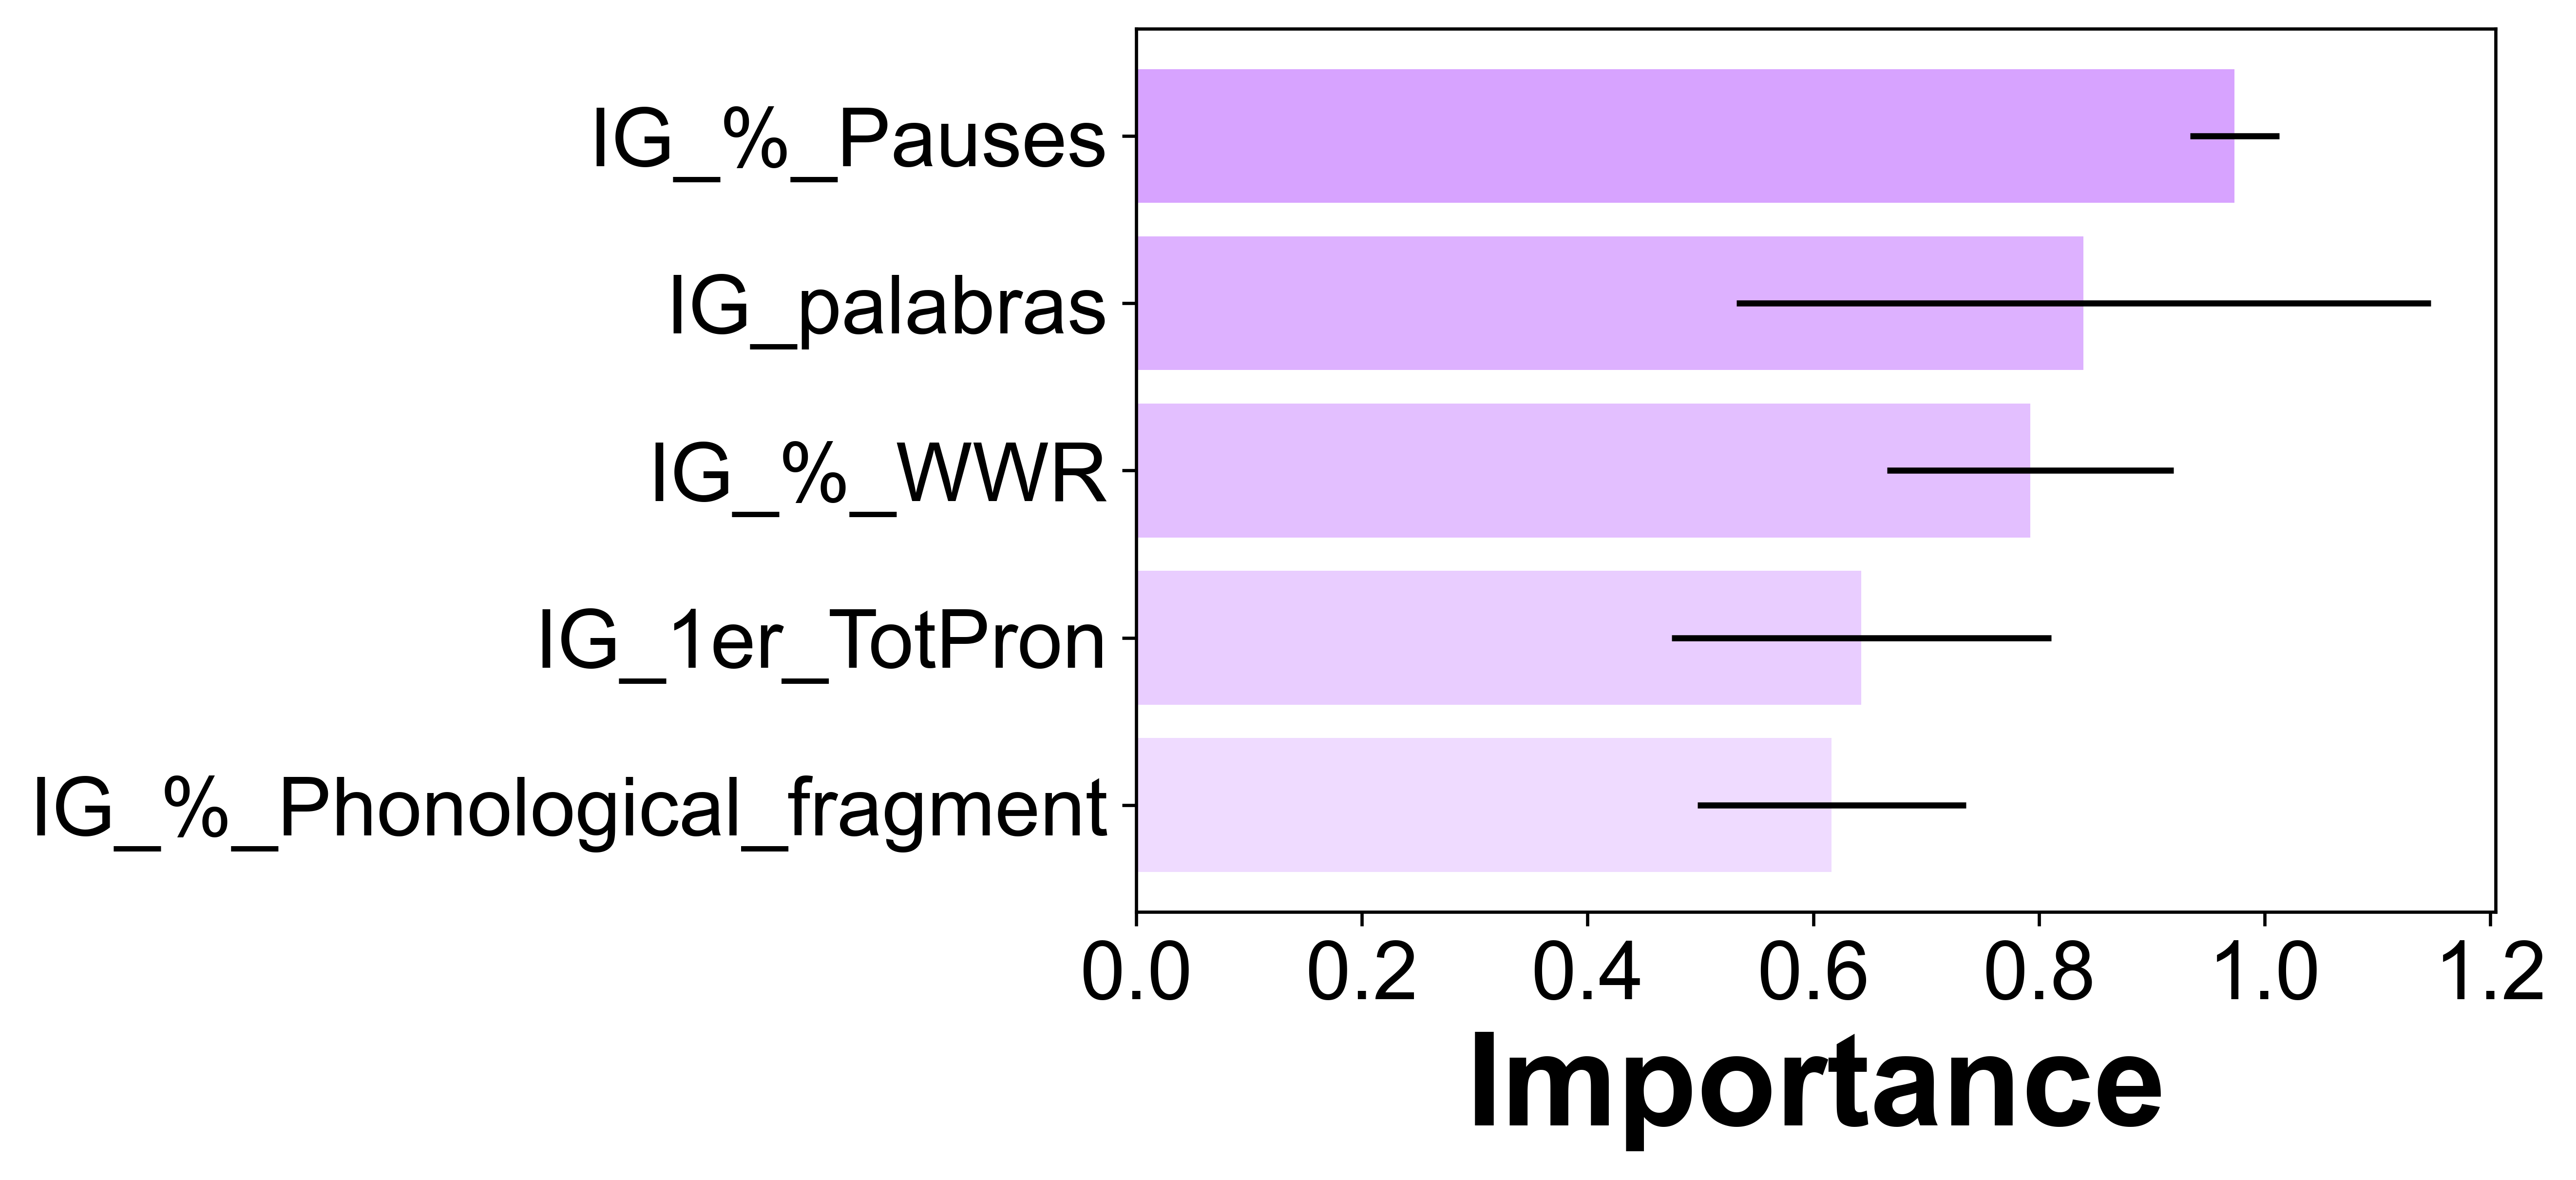 IG_%_Pauses
IG_palabras
IG_%_WWR
IG_1er_TotPron
IG_%_Phonological_fragment
0.0 0.2 0.4 0.6 0.8 1.0 1.2
Importance